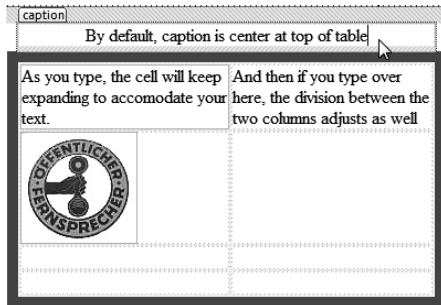 caption
By default, caption is center at top of table
As you type, the cell will keep
expanding to accomodate your
text.
And then if you type over
here, the division between the
two columns adjusts as well
ÖFFENTLICHER
FERNSPRECHER